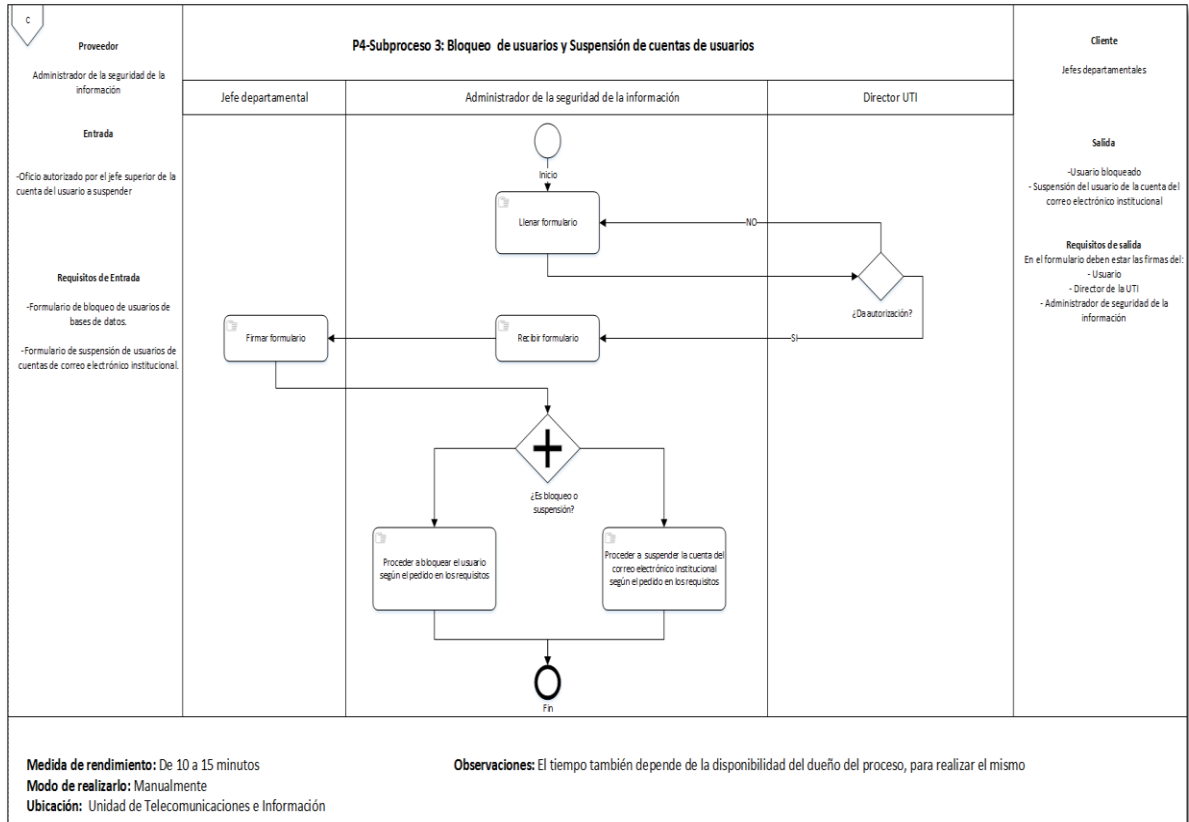 C
Proveedor
Administrador de la seguridad de la
información
Entrada
-Oficio autorizado por el jefe superior de la
cuenta del usuario a suspender
Requisitos de Entrada
-Formulario de bloqueo de usuarios de
bases de datos.
-Formulario de suspensión de usuarios de
cuentas de correo electrónico institucional.
P4-Subproceso 3: Bloqueo de usuarios y Suspensión de cuentas de usuarios
Jefe departamental
Administrador de la seguridad de la información
Director UTI
Inicio
Llenar formulario
NO
¿Da autorización?
SI
Recibir formulario
Firmar formulario
¿Es bloqueo o
suspensión?
Proceder a bloquear el usuario
según el pedido en los requisitos
Proceder a suspender la cuenta del
correo electrónico institucional
según el pedido en los requisitos
Fin
Cliente
Jefes departamentales
Salida
-Usuario bloqueado
- Suspensión del usuario de la cuenta del
correo electrónico institucional
Requisitos de salida
En el formulario deben estar las firmas del:
- Usuario
- Director de la UTI
- Administrador de seguridad de la
información
Medida de rendimiento: De 10 a 15 minutos
Modo de realizarlo: Manualmente
Ubicación: Unidad de Telecomunicaciones e Información
Observaciones: El tiempo también depende de la disponibilidad del dueño del proceso, para realizar el mismo